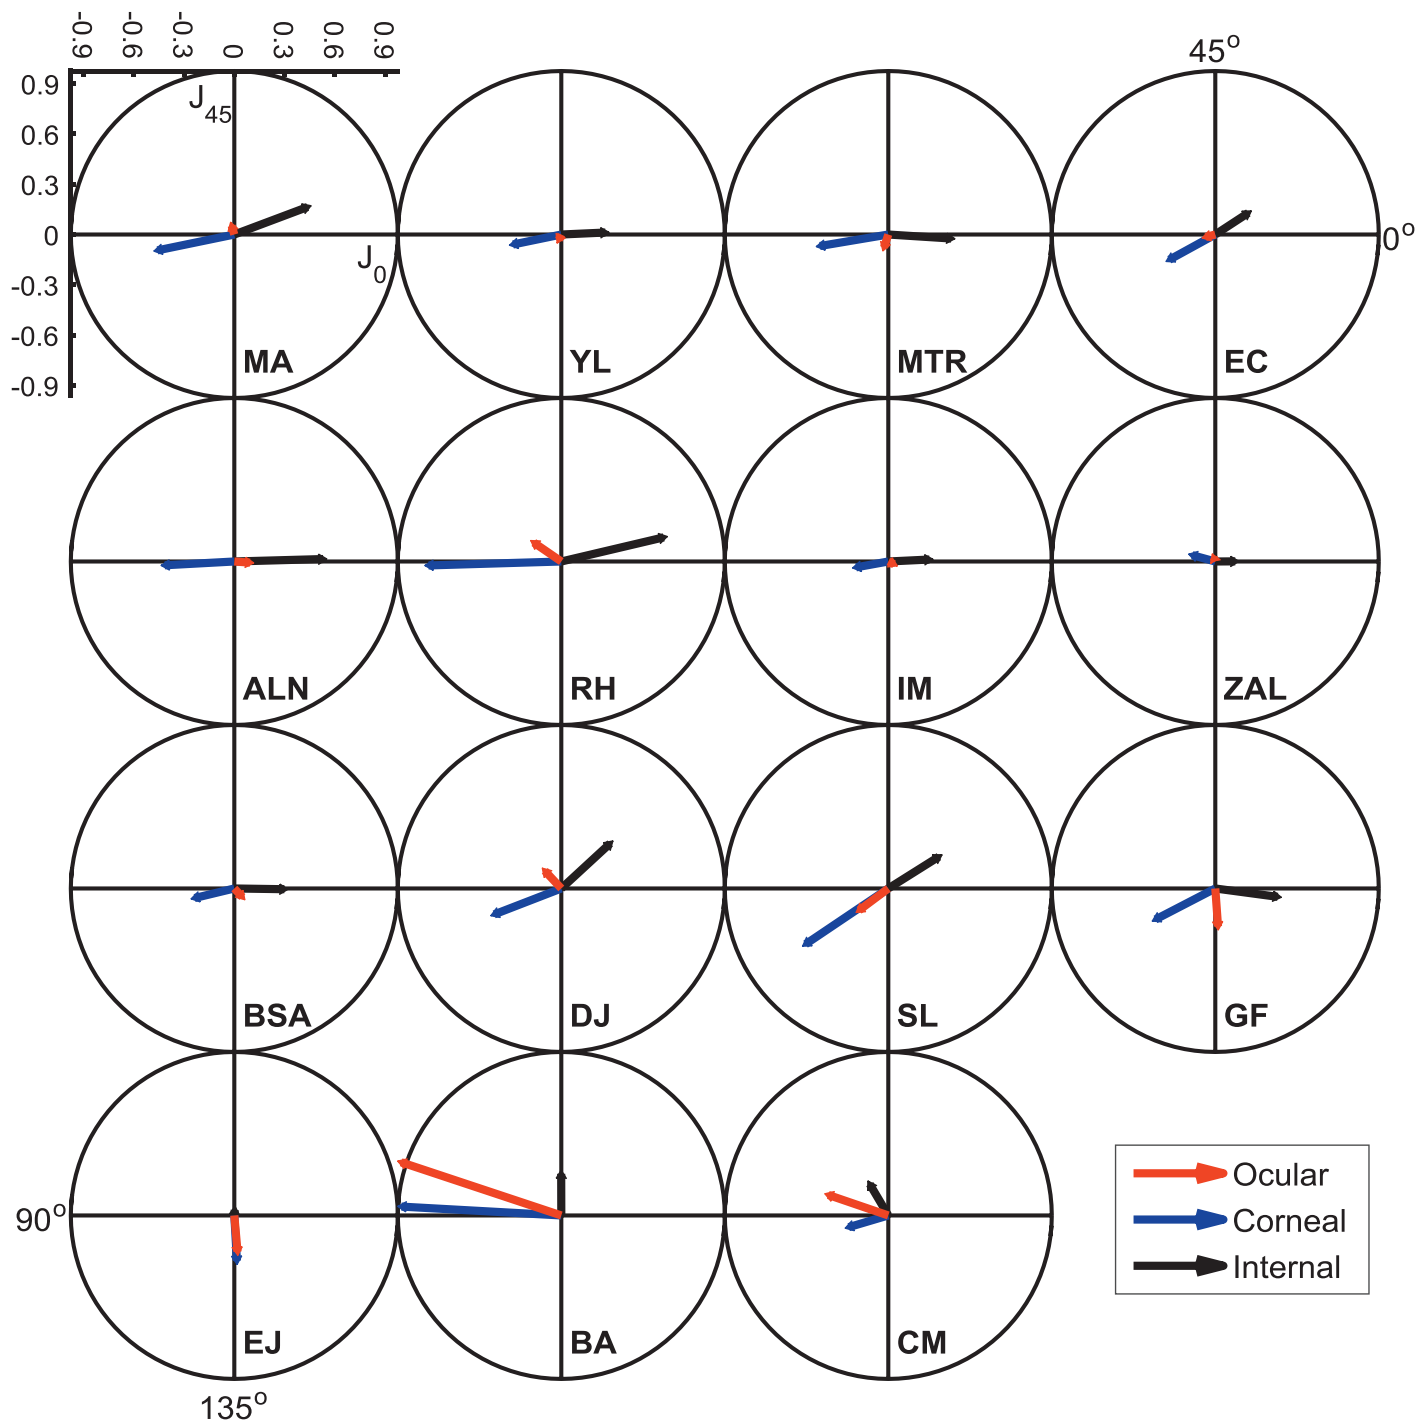 -0.9 -0.6 -0.3 0 0.3 0.6 0.9
45°
0.9
0.6
0.3
0
-0.3
-0.6
-0.9
J45
J0
0°
MA YL MTR EC
ALN RH IM ZAL
BSA DJ SL GF
90°
Ocular
Corneal
Internal
EJ BA CM
135°